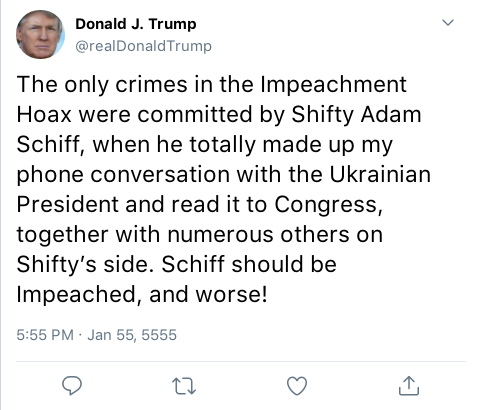 Donald J. Trump
@realDonaldTrump
The only crimes in the Impeachment
Hoax were committed by Shifty Adam
Schiff, when he totally made up my
phone conversation with the Ukrainian
President and read it to Congress,
together with numerous others on
Shifty’s side. Schiff should be
Impeached, and worse!
5:55 PM · Jan 55, 5555